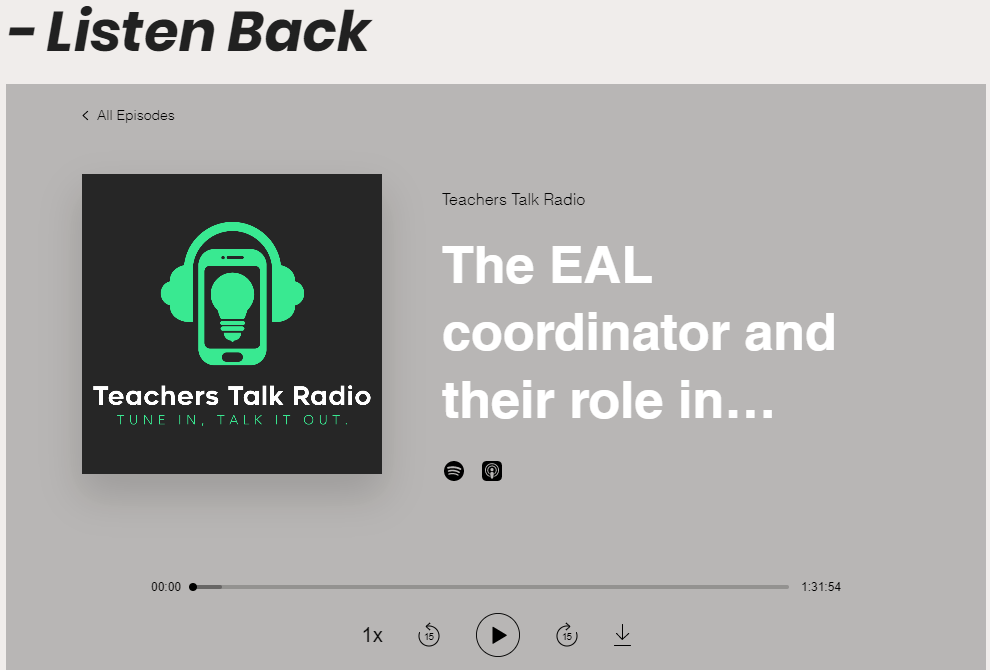 - Listen Back
All Episodes
Teachers Talk Radio
The EAL
coordinator and
their role in...
Teachers Talk Radio
TUNE IN, TALK IT OUT.
00:00
1:31:54
1x
15
15